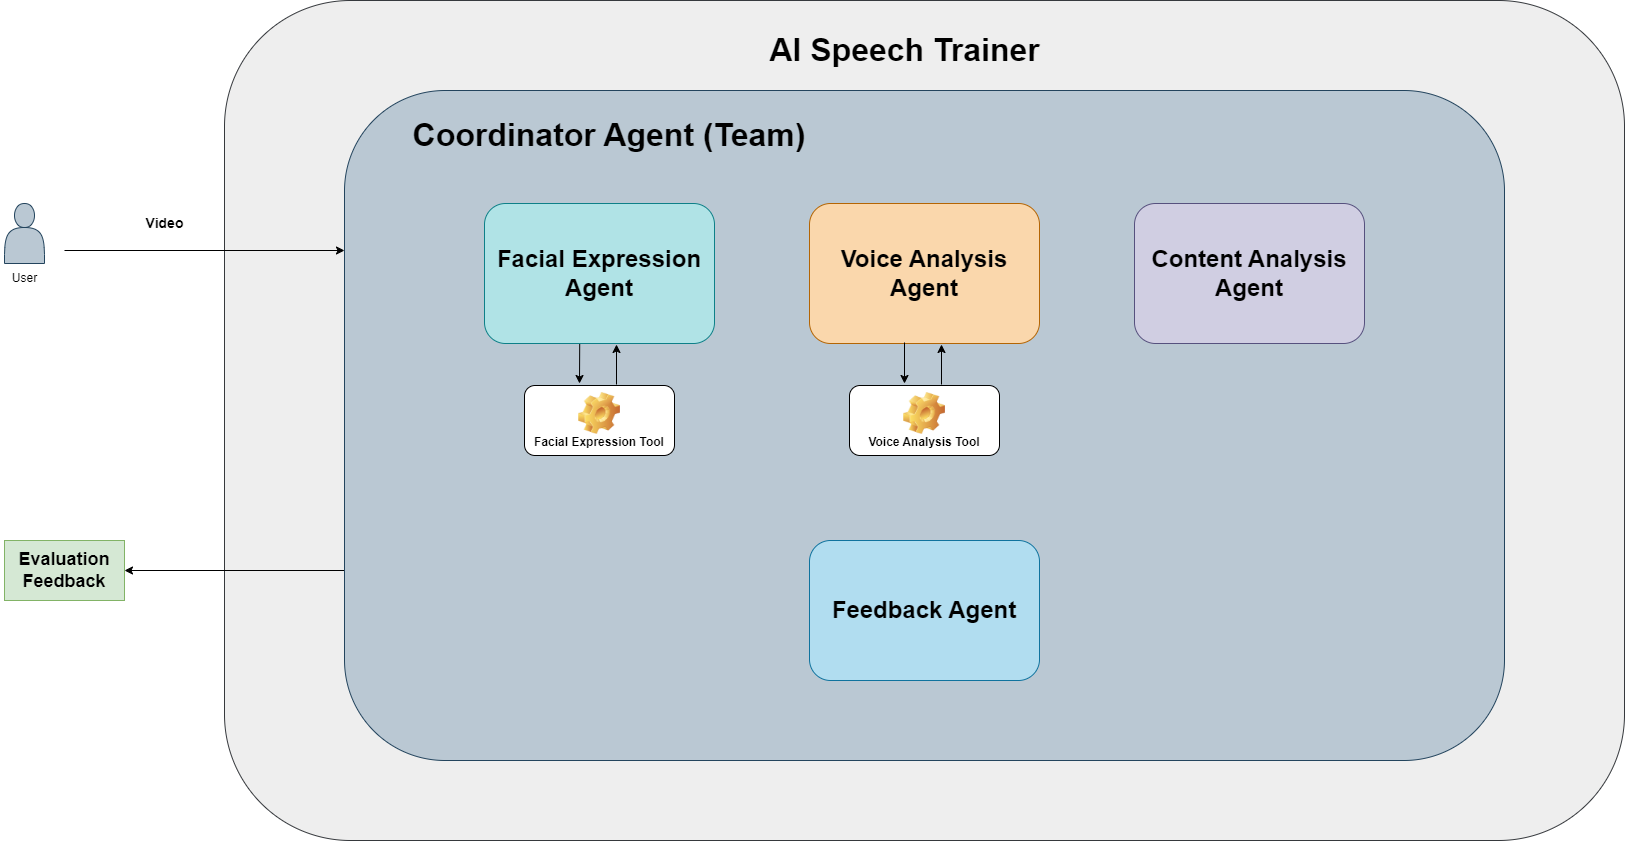 AI Speech Trainer
Coordinator Agent (Team)
Video
User
Facial Expression
Agent
Voice Analysis
Agent
Content Analysis
Agent
Facial Expression Tool
Voice Analysis Tool
Evaluation
Feedback
Feedback Agent